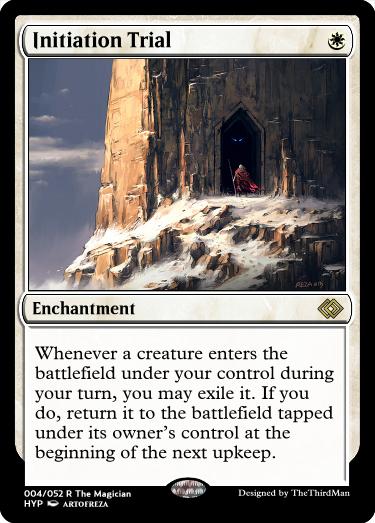 Initiation Trial
Enchantment
Whenever a creature enters the
battlefield under your control during
your turn, you may exile it. If you
do, return it to the battlefield tapped
under its owner's control at the
beginning of the next upkeep.
004/052 R The Magician
Designed by TheThirdMan
HYP ARTOFREZA